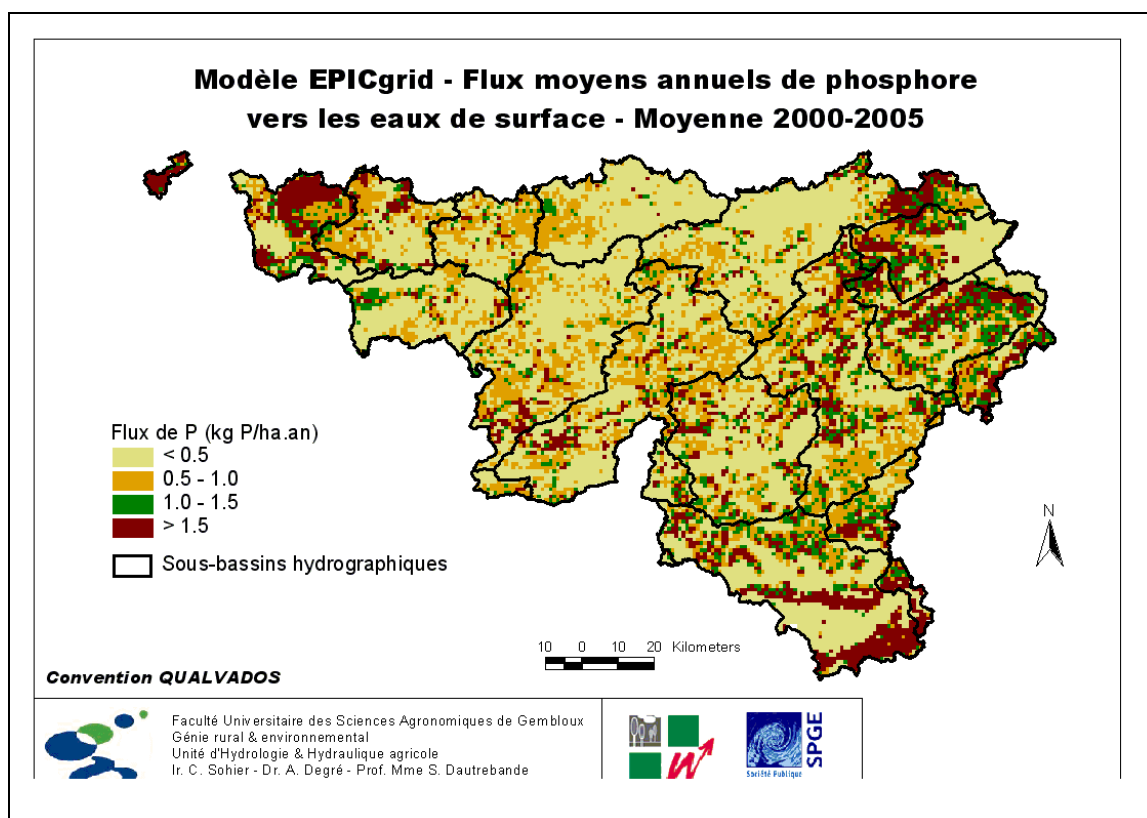 Modèle EPICgrid - Flux moyens annuels de phosphore
vers les eaux de surface - Moyenne 2000-2005
Flux de P (kg P/ha.an)
< 0.5
0.5 - 1.0
1.0 - 1.5
> 1.5
Sous-bassins hydrographiques
N
10 0 10 20 Kilometers
Convention QUALVADOS
Faculté Universitaire des Sciences Agronomiques de Gembloux
Génie rural & environnemental
Unité d'Hydrologie & Hydraulique agricole
Ir. C. Sohier - Dr. A. Degré - Prof. Mme S. Dautrebande
W
SPGE
Société Publique